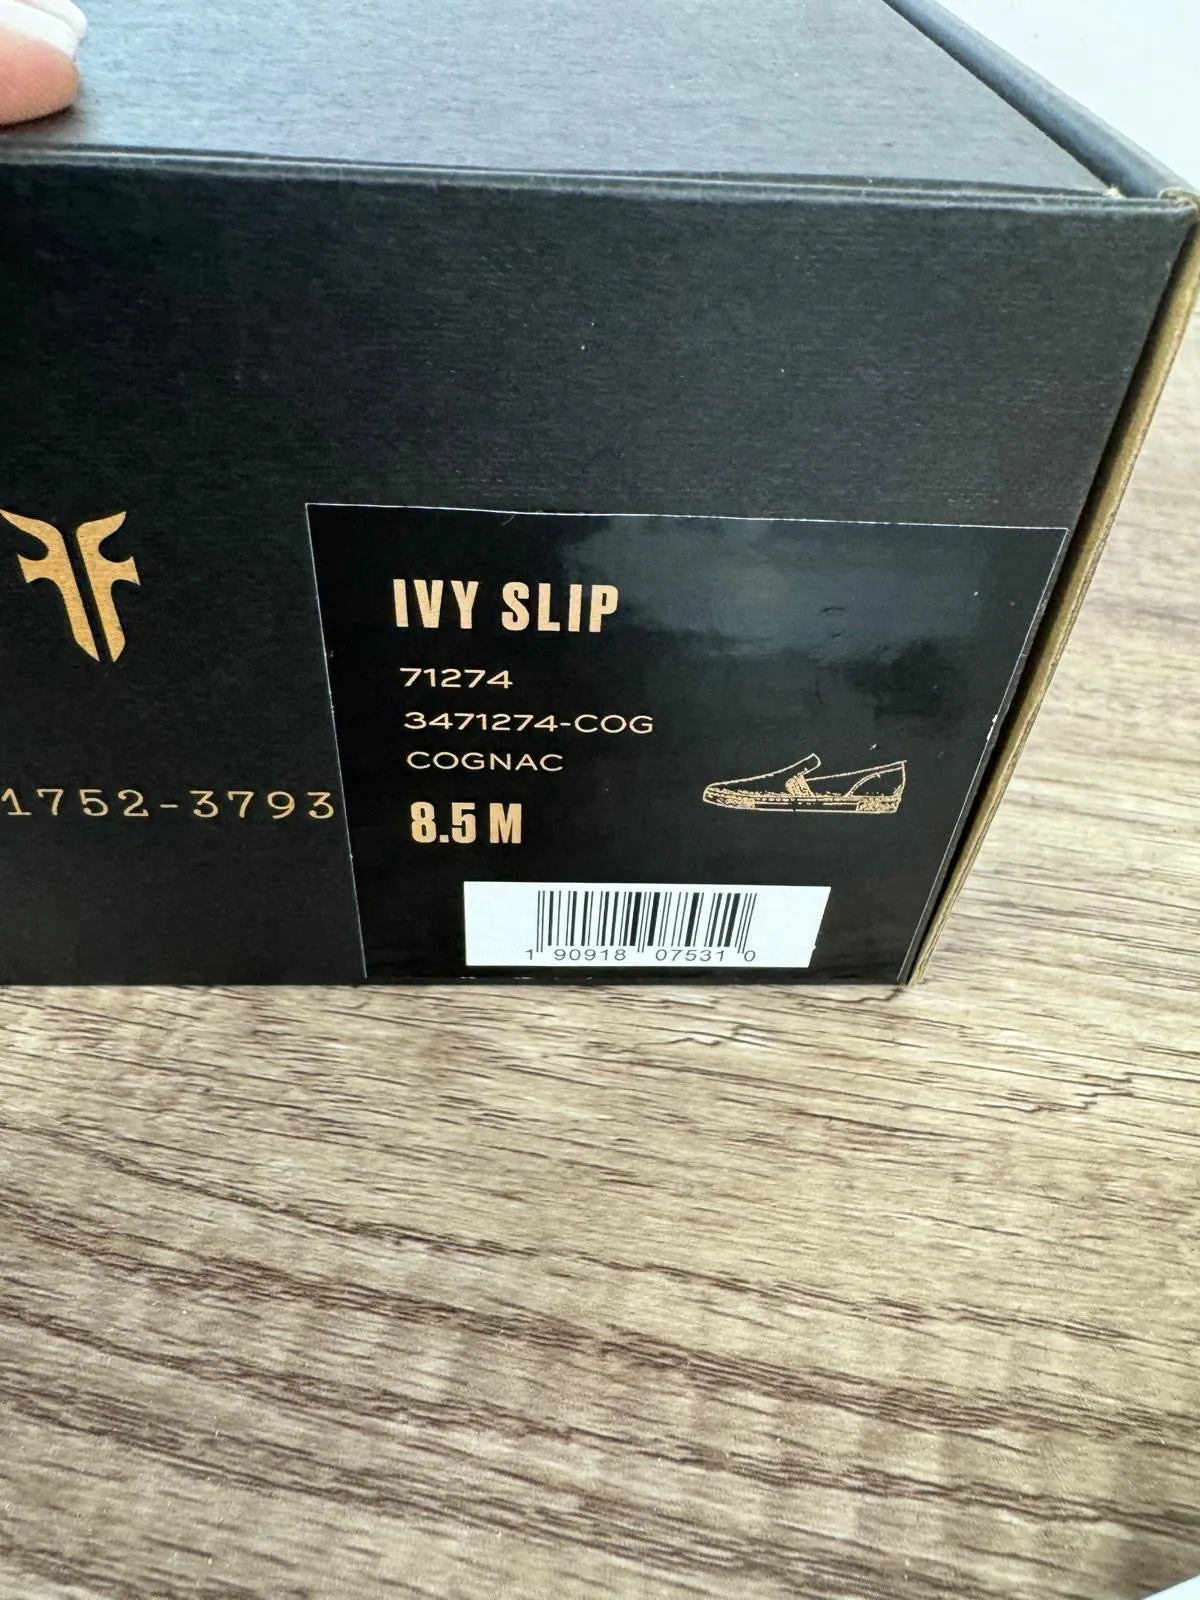 IVY SLIP
71274
3471274-COG
COGNAC
8.5 M
1752-3793
1 90918 07531 0